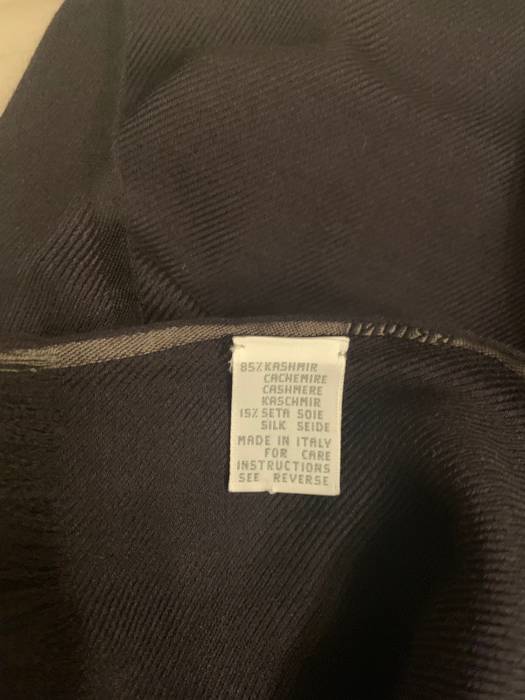 85% KASHMIR
CACHEMIRE
CASHMERE
KASCHMIR
15% SETA SOIE
SILK SEIDE
MADE IN ITALY
FOR CARE
INSTRUCTIONS
SEE REVERSE